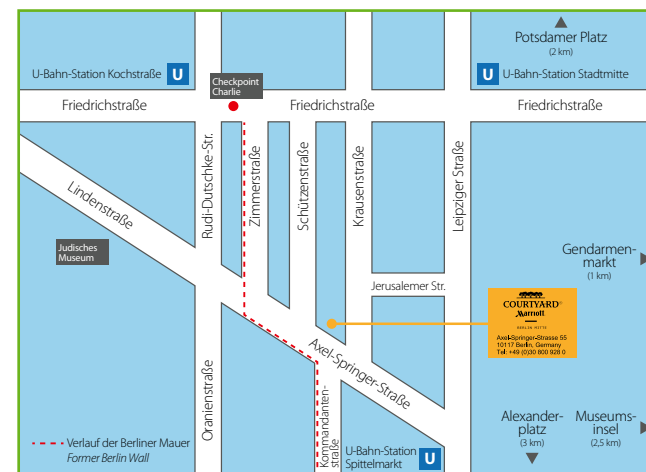 Potsdamer Platz
(2 km)
U-Bahn-Station Kochstraße U
U U-Bahn-Station Stadtmitte
Checkpoint
Charlie
Friedrichstraße
Friedrichstraße
Friedrichstraße
Lindenstraße
Rudi-Dutschke-Str.
Zimmerstraße
Schützenstraße
Krausenstraße
Leipziger Straße
Judisches
Museum
Gendarmen-
markt
(1 km)
Jerusalemer Str.
COURTYARD®
Marriott
BERLIN MITTE
Axel-Springer-Strasse 55
10117 Berlin, Germany
Tel: +49 (0)30 800 928 0
Axel-Springer-Straße
Oranienstraße
Kommandanten-
straße
U-Bahn-Station
Spittelmarkt U
Alexander-
platz
(3 km)
Museums-
insel
(2,5 km)
Verlauf der Berliner Mauer
Former Berlin Wall